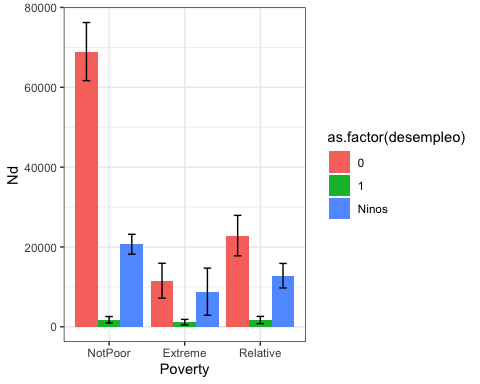 80000
60000
40000
20000
0
Nd
NotPoor
Extreme
Relative
Poverty
as.factor(desempleo)
0
1
Ninos